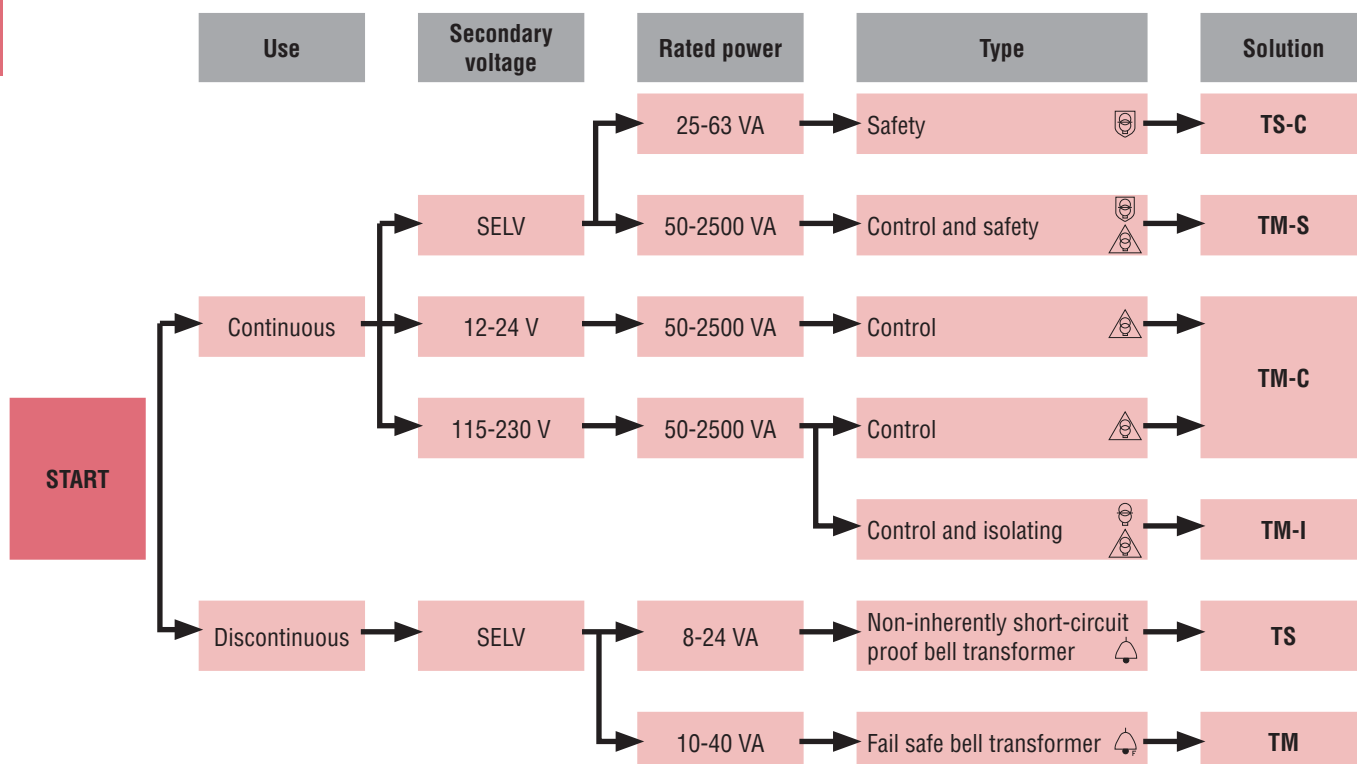 Use
Secondary
voltage
Rated power
Type
Solution
25-63 VA
Safety
TS-C
SELV
50-2500 VA
Control and safety
TM-S
Continuous
12-24 V
50-2500 VA
Control
TM-C
115-230 V
50-2500 VA
Control
START
Control and isolating
TM-I
Discontinuous
SELV
8-24 VA
Non-inherently short-circuit
proof bell transformer
TS
10-40 VA
Fail safe bell transformer
F
TM